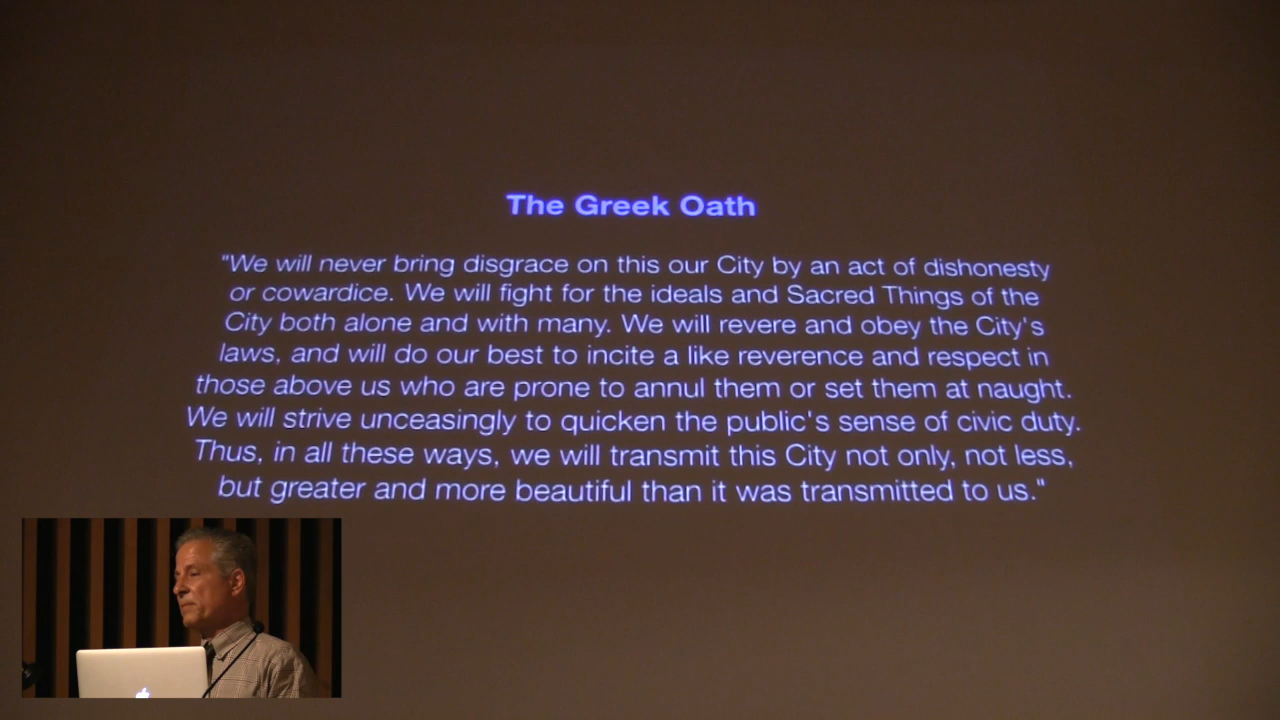 The Greek Oath
"We will never bring disgrace on this our City by an act of dishonesty
or cowardice. We will fight for the ideals and Sacred Things of the
City both alone and with many. We will revere and obey the City's
laws, and will do our best to incite a like reverence and respect in
those above us who are prone to annul them or set them at naught.
We will strive unceasingly to quicken the public's sense of civic duty.
Thus, in all these ways, we will transmit this City not only, not less,
but greater and more beautiful than it was transmitted to us."